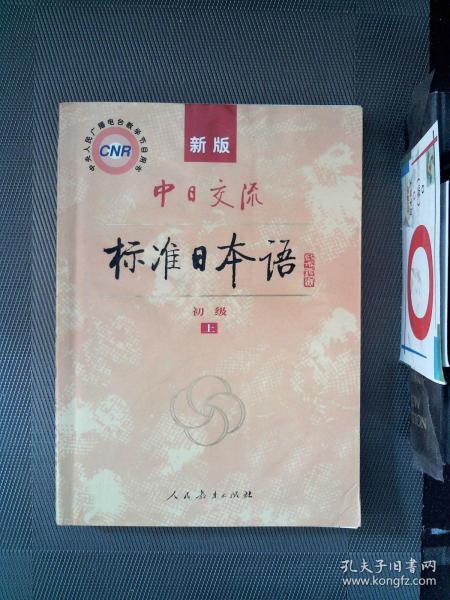 新版
中央人民广播电台教学节目用书
CNR
中日交流
标准日本语
初级
上
人民教育出版社
孔夫子旧书网
www.kongfz.com